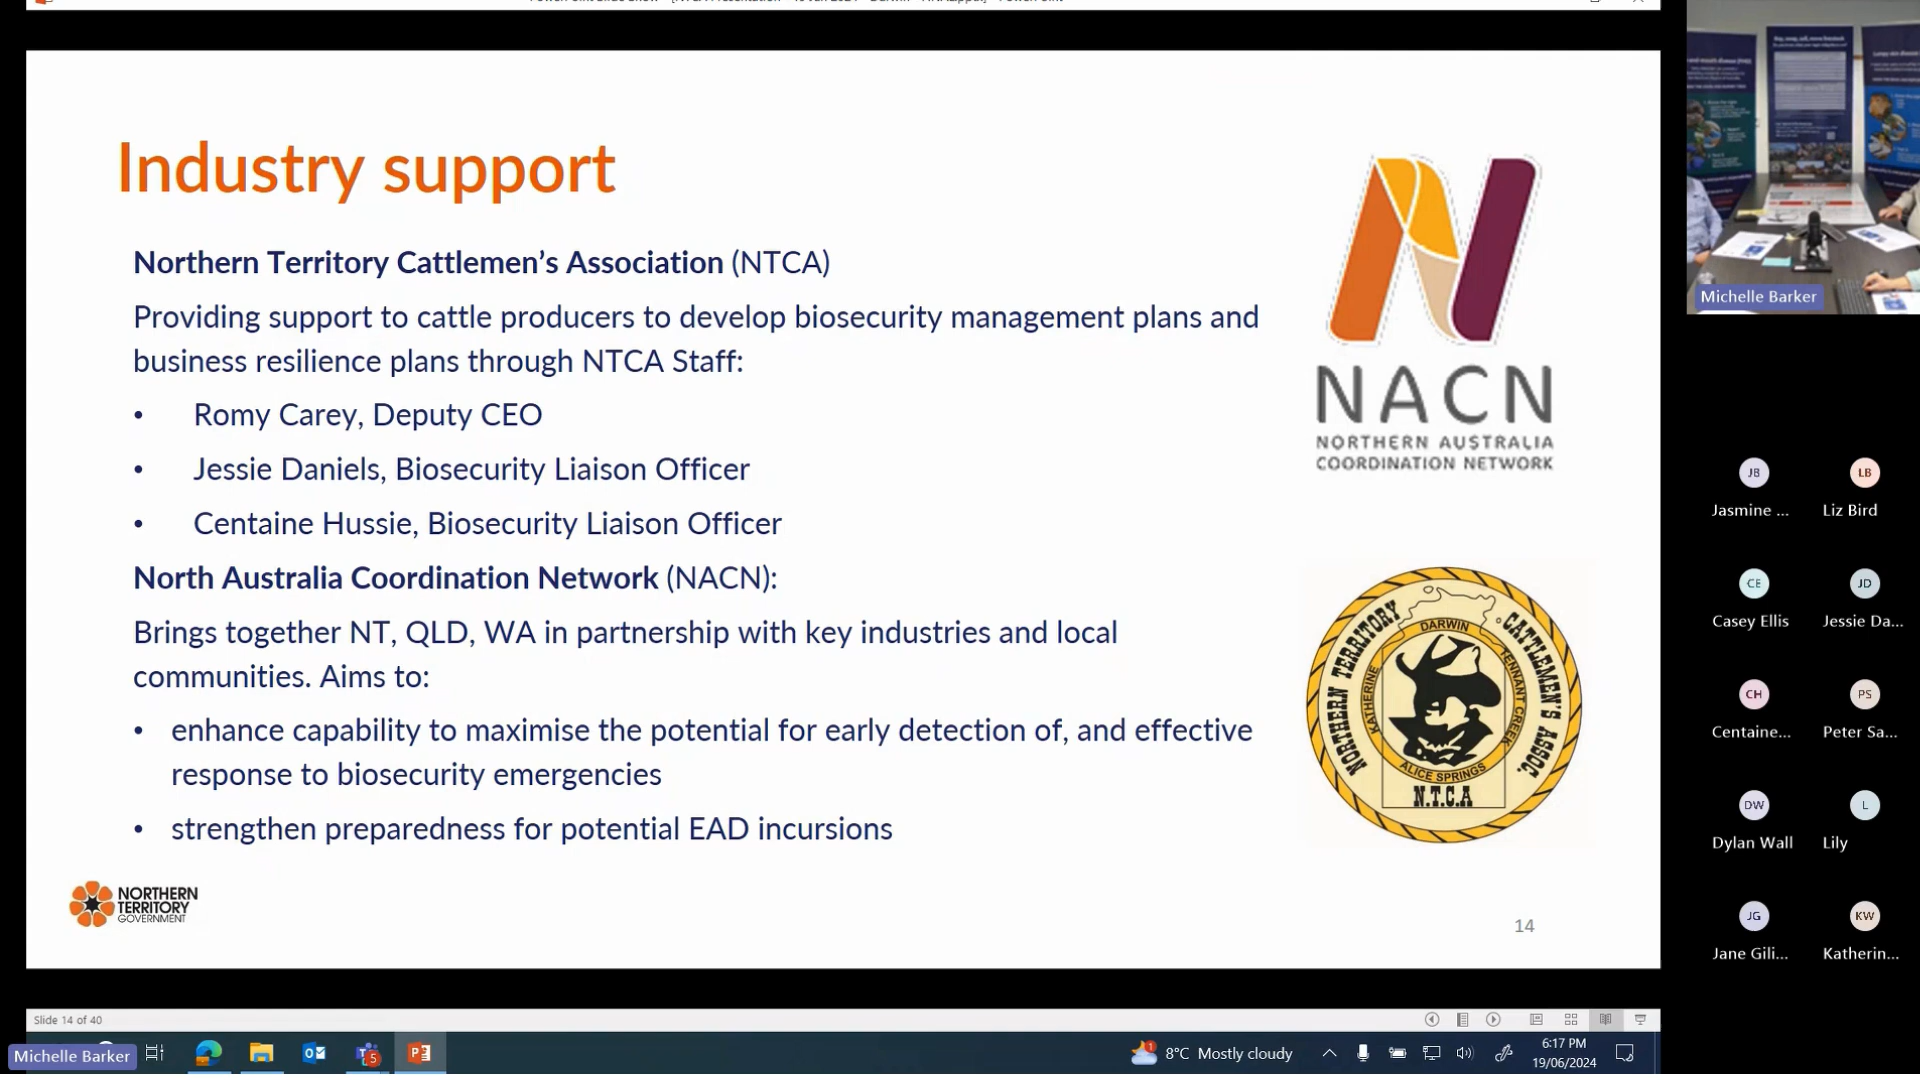 Industry support
Northern Territory Cattlemen’s Association (NTCA)
Providing support to cattle producers to develop biosecurity management plans and
business resilience plans through NTCA Staff:
• Romy Carey, Deputy CEO
• Jessie Daniels, Biosecurity Liaison Officer
• Centaine Hussie, Biosecurity Liaison Officer
North Australia Coordination Network (NACN):
Brings together NT, QLD, WA in partnership with key industries and local
communities. Aims to:
• enhance capability to maximise the potential for early detection of, and effective
response to biosecurity emergencies
• strengthen preparedness for potential EAD incursions
NACN
NORTHERN AUSTRALIA
COORDINATION NETWORK
NORTHERN TERRITORY CATTLEMEN'S ASSOC.
DARWIN
KATHERINE
TENNANT CREEK
ALICE SPRINGS
N.T.C.A
NORTHERN
TERRITORY
GOVERNMENT
14
Michelle Barker
JB
LB
Jasmine ...
Liz Bird
CE
JD
Casey Ellis
Jessie Da...
CH
PS
Centaine...
Peter Sa...
DW
L
Dylan Wall
Lily
JG
KW
Jane Gili...
Katherin...
Slide 14 of 40
Michelle Barker
5
1
8°C Mostly cloudy
6:17 PM
19/06/2024